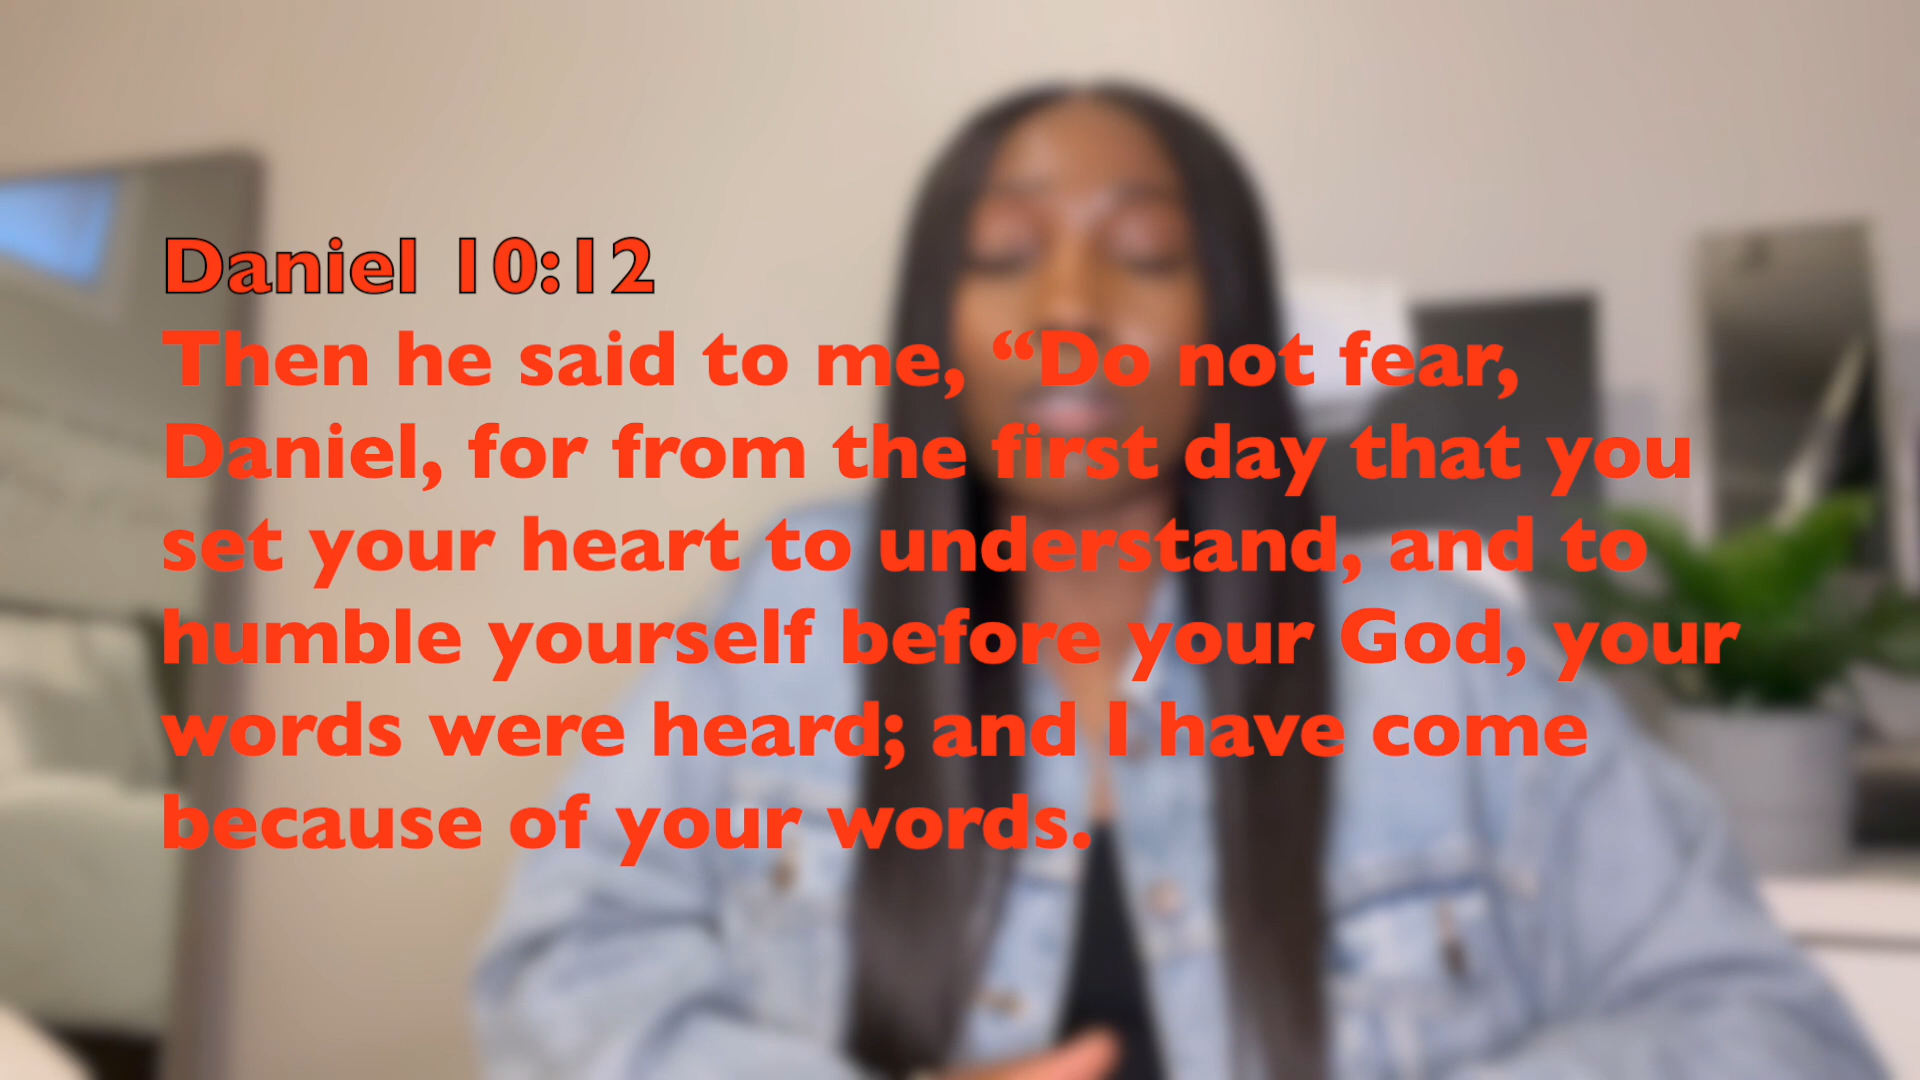 Daniel 10:12
Then he said to me, “Do not fear,
Daniel, for from the first day that you
set your heart to understand, and to
humble yourself before your God, your
words were heard; and I have come
because of your words.